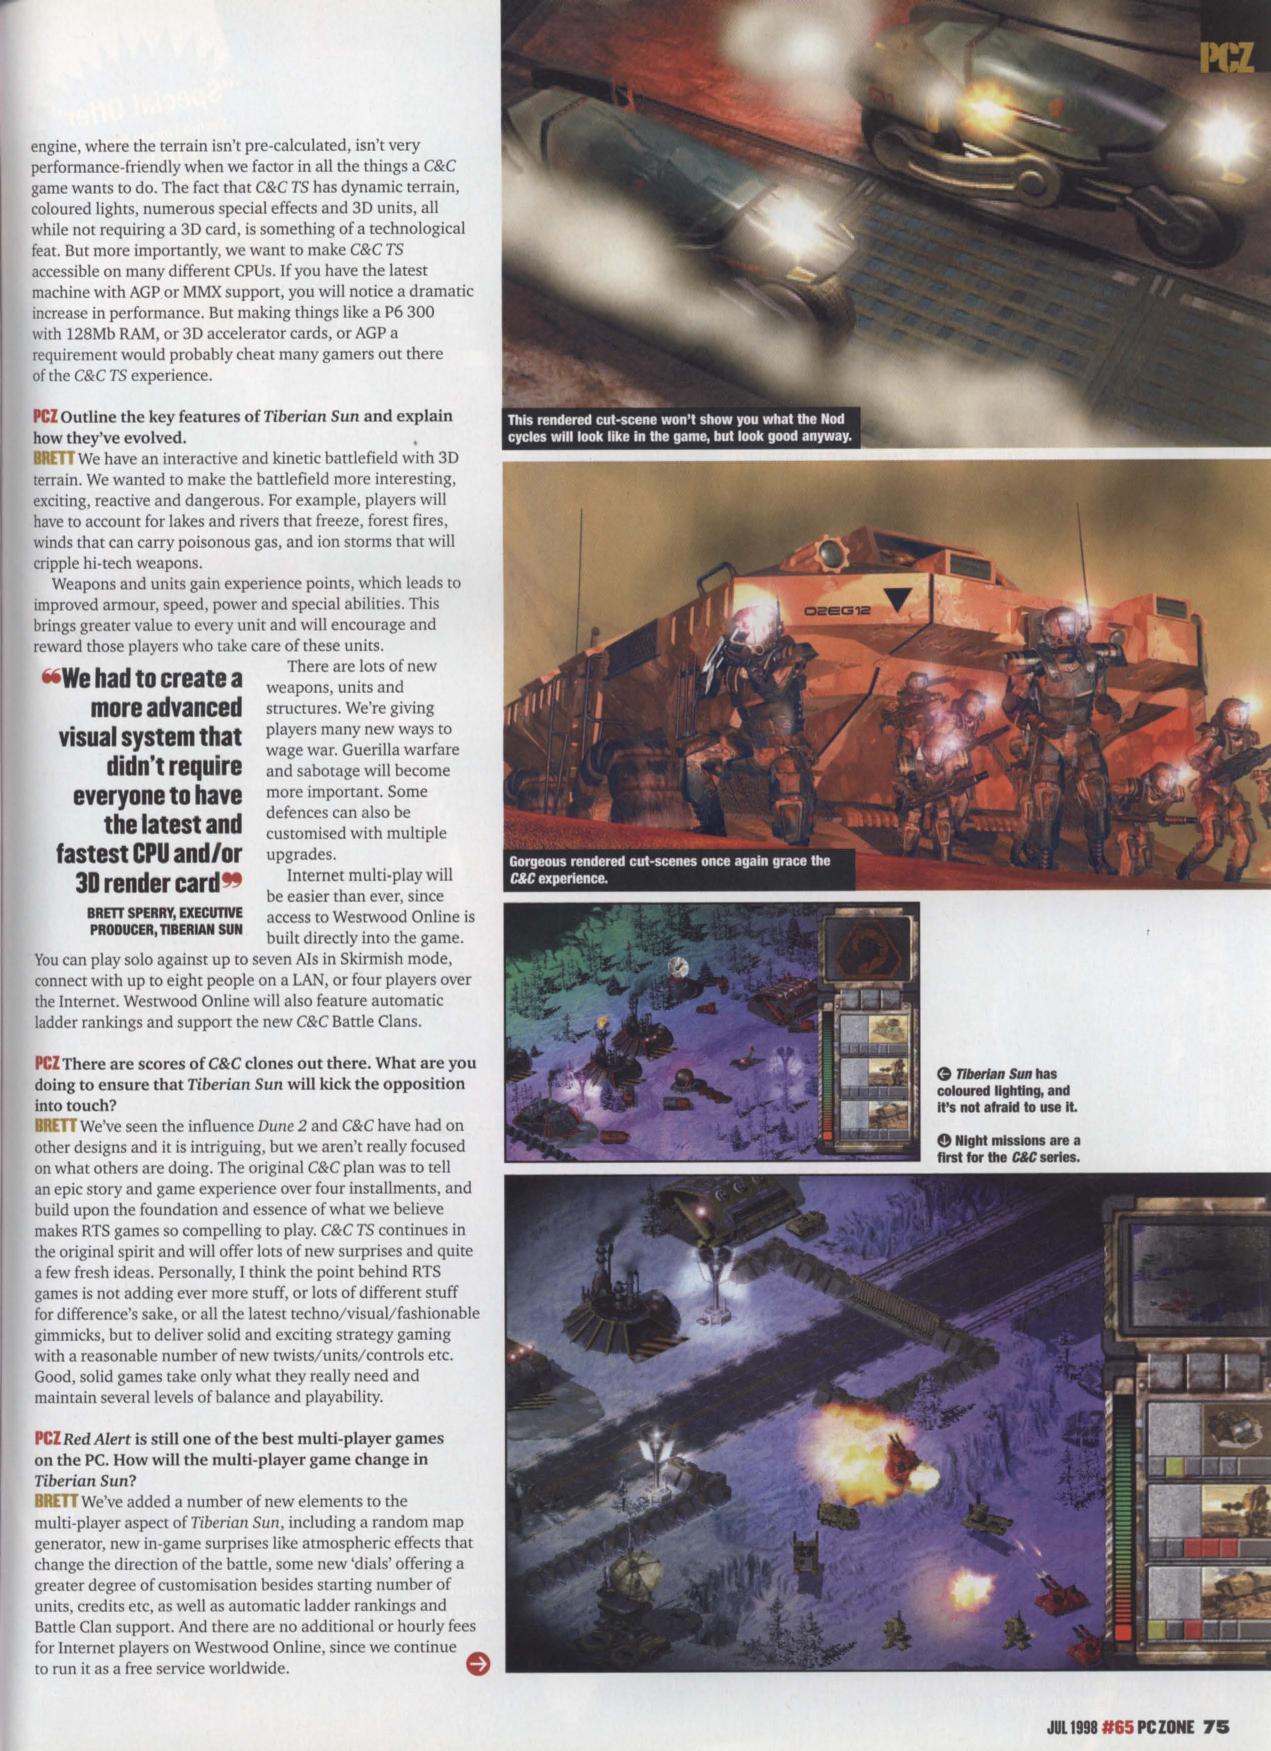 PCZ
engine, where the terrain isn't pre-calculated, isn't very
performance-friendly when we factor in all the things a C&C
game wants to do. The fact that C&C TS has dynamic terrain,
coloured lights, numerous special effects and 3D units, all
while not requiring a 3D card, is something of a technological
feat. But more importantly, we want to make C&C TS
accessible on many different CPUs. If you have the latest
machine with AGP or MMX support, you will notice a dramatic
increase in performance. But making things like a P6 300
with 128Mb RAM, or 3D accelerator cards, or AGP a
requirement would probably cheat many gamers out there
of the C&C TS experience.
PCZ Outline the key features of Tiberian Sun and explain
how they've evolved.
BRETT We have an interactive and kinetic battlefield with 3D
terrain. We wanted to make the battlefield more interesting,
exciting, reactive and dangerous. For example, players will
have to account for lakes and rivers that freeze, forest fires,
winds that can carry poisonous gas, and ion storms that will
cripple hi-tech weapons.
Weapons and units gain experience points, which leads to
improved armour, speed, power and special abilities. This
brings greater value to every unit and will encourage and
reward those players who take care of these units.
There are lots of new
weapons, units and
structures. We're giving
players many new ways to
wage war. Guerilla warfare
and sabotage will become
more important. Some
defences can also be
customised with multiple
upgrades.
Internet multi-play will
be easier than ever, since
access to Westwood Online is
built directly into the game.
You can play solo against up to seven AIs in Skirmish mode,
connect with up to eight people on a LAN, or four players over
the Internet. Westwood Online will also feature automatic
ladder rankings and support the new C&C Battle Clans.
“We had to create a
more advanced
visual system that
didn't require
everyone to have
the latest and
fastest CPU and/or
3D render card”
BRETT SPERRY, EXECUTIVE
PRODUCER, TIBERIAN SUN
PCZ There are scores of C&C clones out there. What are you
doing to ensure that Tiberian Sun will kick the opposition
into touch?
BRETT We've seen the influence Dune 2 and C&C have had on
other designs and it is intriguing, but we aren't really focused
on what others are doing. The original C&C plan was to tell
an epic story and game experience over four installments, and
build upon the foundation and essence of what we believe
makes RTS games so compelling to play. C&C TS continues in
the original spirit and will offer lots of new surprises and quite
a few fresh ideas. Personally, I think the point behind RTS
games is not adding ever more stuff, or lots of different stuff
for difference's sake, or all the latest techno/visual/fashionable
gimmicks, but to deliver solid and exciting strategy gaming
with a reasonable number of new twists/units/controls etc.
Good, solid games take only what they really need and
maintain several levels of balance and playability.
PCZ Red Alert is still one of the best multi-player games
on the PC. How will the multi-player game change in
Tiberian Sun?
BRETT We've added a number of new elements to the
multi-player aspect of Tiberian Sun, including a random map
generator, new in-game surprises like atmospheric effects that
change the direction of the battle, some new 'dials' offering a
greater degree of customisation besides starting number of
units, credits etc, as well as automatic ladder rankings and
Battle Clan support. And there are no additional or hourly fees
for Internet players on Westwood Online, since we continue
to run it as a free service worldwide.
This rendered cut-scene won't show you what the Nod
cycles will look like in the game, but look good anyway.
02EG12
Gorgeous rendered cut-scenes once again grace the
C&C experience.
Tiberian Sun has
coloured lighting, and
it's not afraid to use it.
Night missions are a
first for the C&C series.
JUL 1998 #65 PC ZONE 75
Special Offer